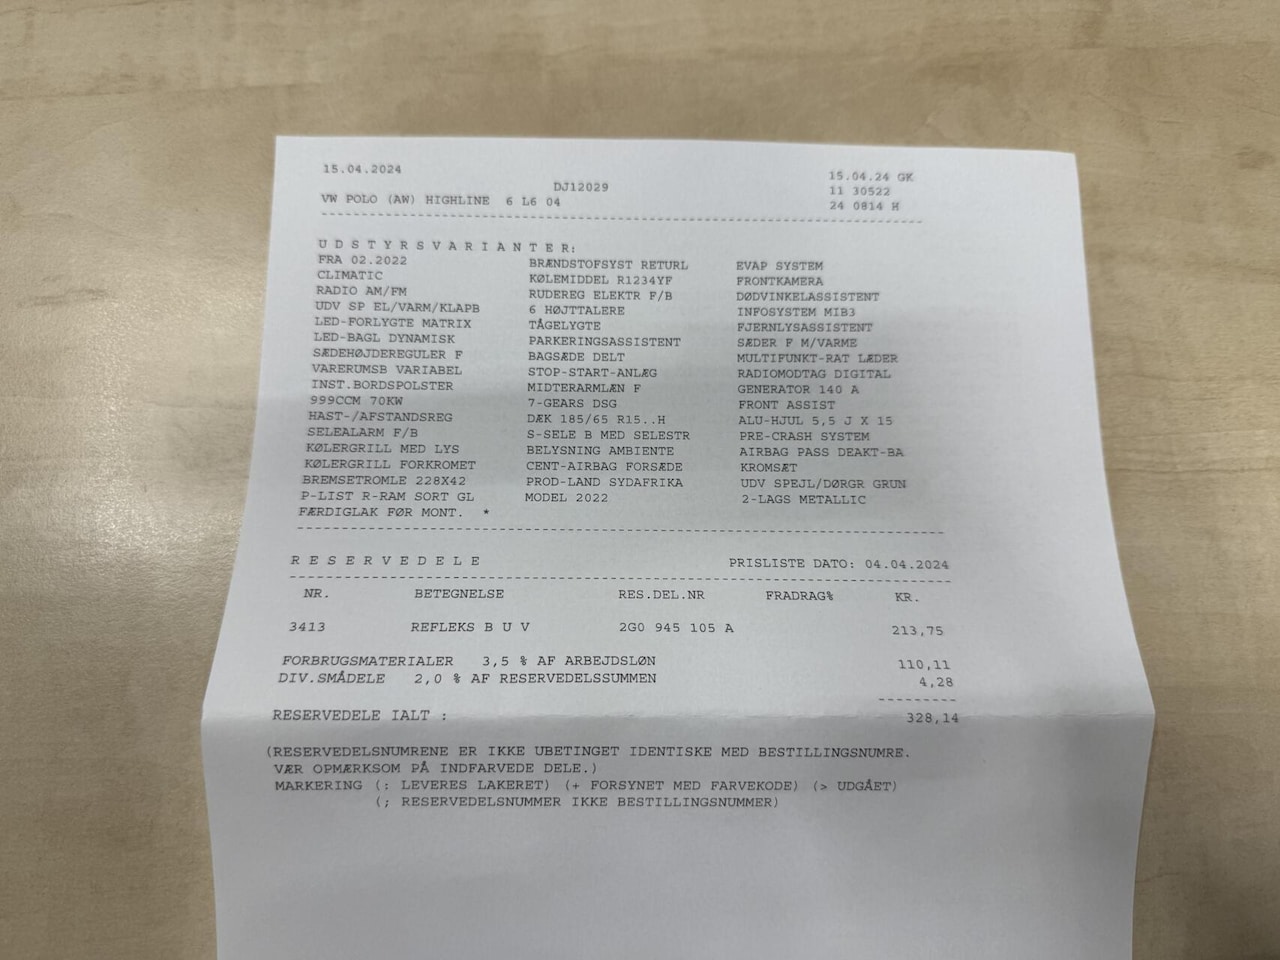 15.04.2024 15.04.24 GK
DJ12029 11 30522
VW POLO (AW) HIGHLINE 6 L6 04 24 0814 H
U D S T Y R S V A R I A N T E R:
FRA 02.2022 BRÆNDSTOFSYST RETURL EVAP SYSTEM
CLIMATIC KØLEMIDDEL R1234YF FRONTKAMERA
RADIO AM/FM RUDEREG ELEKTR F/B DØDVINKELASSISTENT
UDV SP EL/VARM/KLAPB 6 HØJTTALERE INFOSYSTEM MIB3
LED-FORLYGTE MATRIX TÅGELYGTE FJERNLYSASSISTENT
LED-BAGL DYNAMISK PARKERINGSASSISTENT SÆDER F M/VARME
SÆDEHØJDEREGULER F BAGSÆDE DELT MULTIFUNKT-RAT LÆDER
VARERUMSB VARIABEL STOP-START-ANLÆG RADIOMODTAG DIGITAL
INST.BORDSPOLSTER MIDTERARMLÆN F GENERATOR 140 A
999CCM 70KW 7-GEARS DSG FRONT ASSIST
HAST-/AFSTANDSREG DÆK 185/65 R15..H ALU-HJUL 5,5 J X 15
SELEALARM F/B S-SELE B MED SELESTR PRE-CRASH SYSTEM
KØLERGRILL MED LYS BELYSNING AMBIENTE AIRBAG PASS DEAKT-BA
KØLERGRILL FORKROMET CENT-AIRBAG FORSÆDE KROMSÆT
BREMSETROMLE 228X42 PROD-LAND SYDAFRIKA UDV SPEJL/DØRGR GRUN
P-LIST R-RAM SORT GL MODEL 2022 2-LAGS METALLIC
FÆRDIGLAK FØR MONT. *
R E S E R V E D E L E PRISLISTE DATO: 04.04.2024
NR. BETEGNELSE RES.DEL.NR FRADRAG% KR.
3413 REFLEKS B U V 2G0 945 105 A 213,75
FORBRUGSMATERIALER 3,5 % AF ARBEJDSLØN 110,11
DIV.SMÅDELE 2,0 % AF RESERVEDELSSUMMEN 4,28
RESERVEDELE IALT : 328,14
(RESERVEDELSNUMRENE ER IKKE UBETINGET IDENTISKE MED BESTILLINGSNUMRE.
VÆR OPMÆRKSOM PÅ INDFARVEDE DELE.)
MARKERING (: LEVERES LAKERET) (+ FORSYNET MED FARVEKODE) (> UDGÅET)
(; RESERVEDELSNUMMER IKKE BESTILLINGSNUMMER)